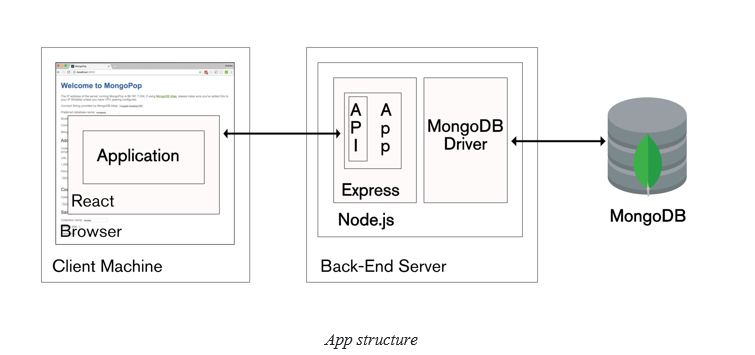 Welcome to MongoPop
Application
React
Browser
Client Machine
A
P
I
A
p
p
Express
Node.js
MongoDB
Driver
Back-End Server
MongoDB
App structure